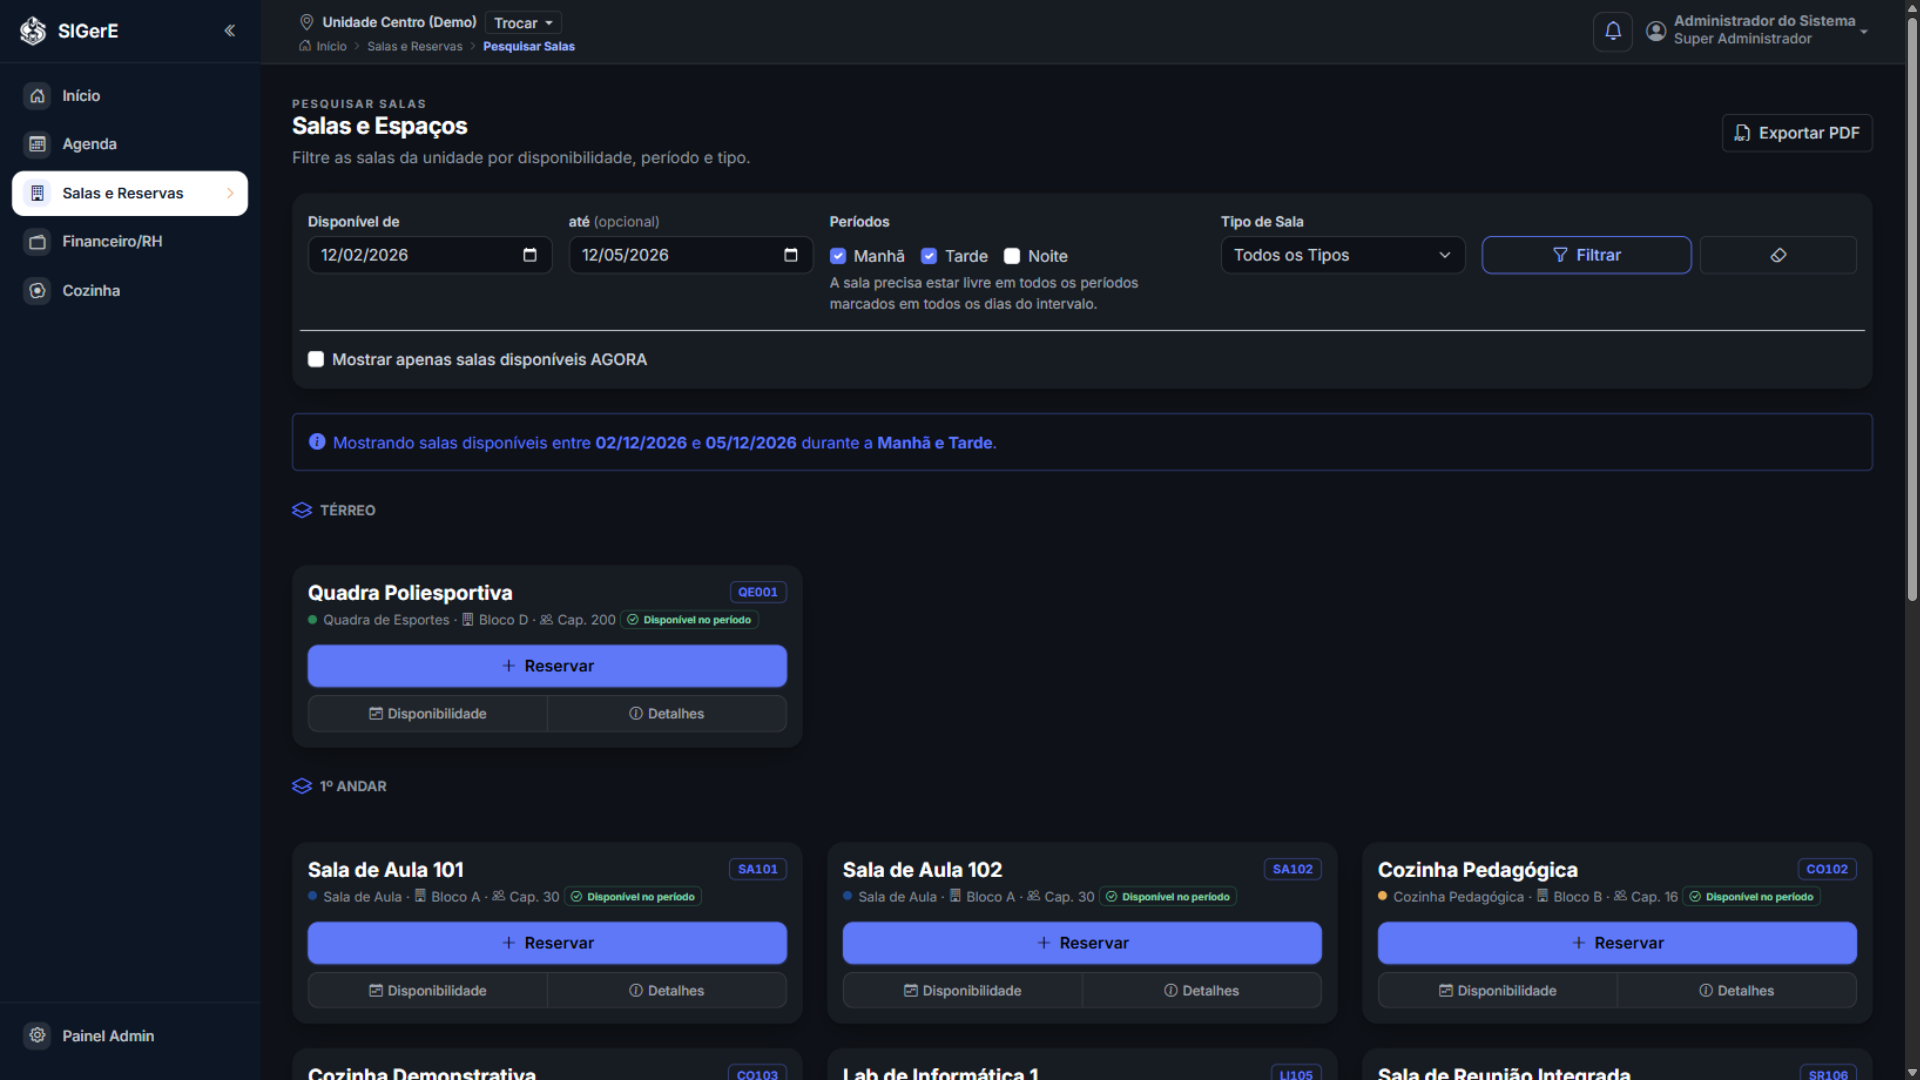 SIGerE
Unidade Centro (Demo)
Trocar
Início
Salas e Reservas
Pesquisar Salas
Administrador do Sistema
Super Administrador
Início
Agenda
Salas e Reservas
Financeiro/RH
Cozinha
Painel Admin
PESQUISAR SALAS
Salas e Espaços
Filtre as salas da unidade por disponibilidade, período e tipo.
Exportar PDF
Disponível de
12/02/2026
até (opcional)
12/05/2026
Períodos
Manhã Tarde Noite
A sala precisa estar livre em todos os períodos
marcados em todos os dias do intervalo.
Tipo de Sala
Todos os Tipos
Filtrar
Mostrar apenas salas disponíveis AGORA
Mostrando salas disponíveis entre 02/12/2026 e 05/12/2026 durante a Manhã e Tarde.
TÉRREO
Quadra Poliesportiva
QE001
Quadra de Esportes · Bloco D · Cap. 200 Disponível no período
Reservar
Disponibilidade
Detalhes
1º ANDAR
Sala de Aula 101
SA101
Sala de Aula · Bloco A · Cap. 30 Disponível no período
Reservar
Disponibilidade
Detalhes
Sala de Aula 102
SA102
Sala de Aula · Bloco A · Cap. 30 Disponível no período
Reservar
Disponibilidade
Detalhes
Cozinha Pedagógica
CO102
Cozinha Pedagógica · Bloco B · Cap. 16 Disponível no período
Reservar
Disponibilidade
Detalhes
Cozinha Demonstrativa
CO103
Lab de Informática 1
LI105
Sala de Reunião Integrada
SR106